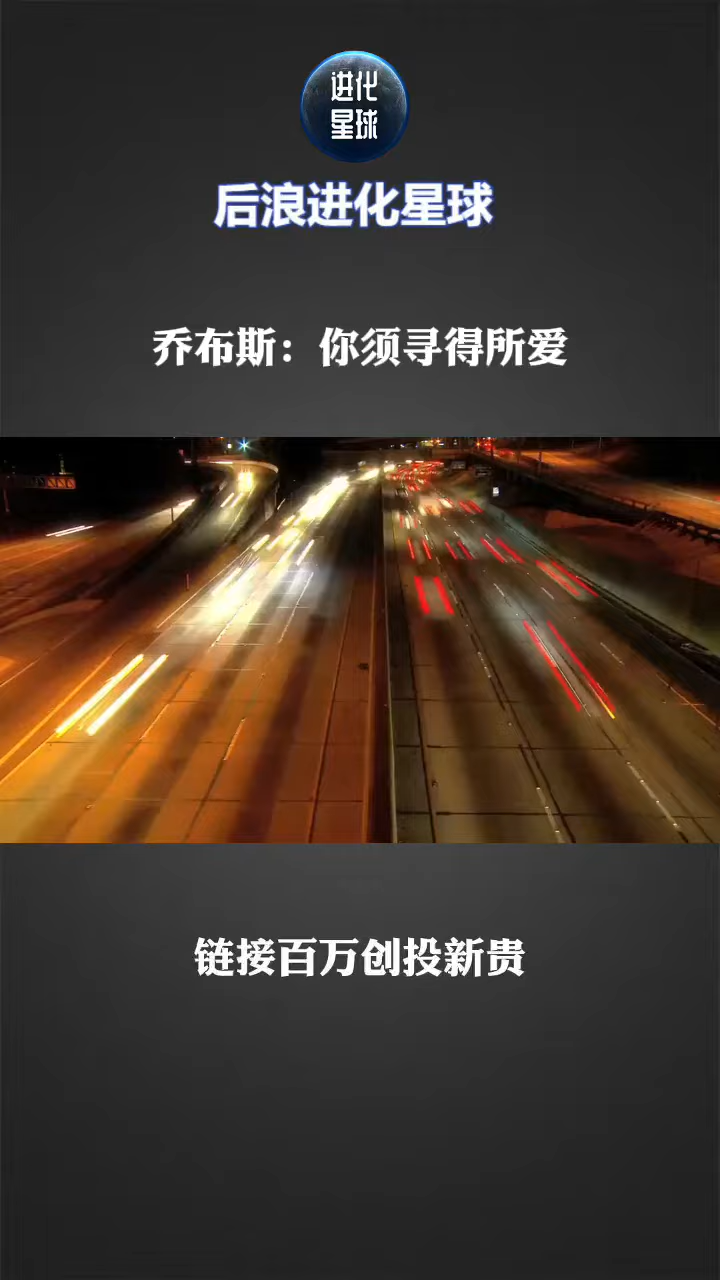 进化
星球
后浪进化星球
乔布斯：你须寻得所爱
链接百万创投新贵